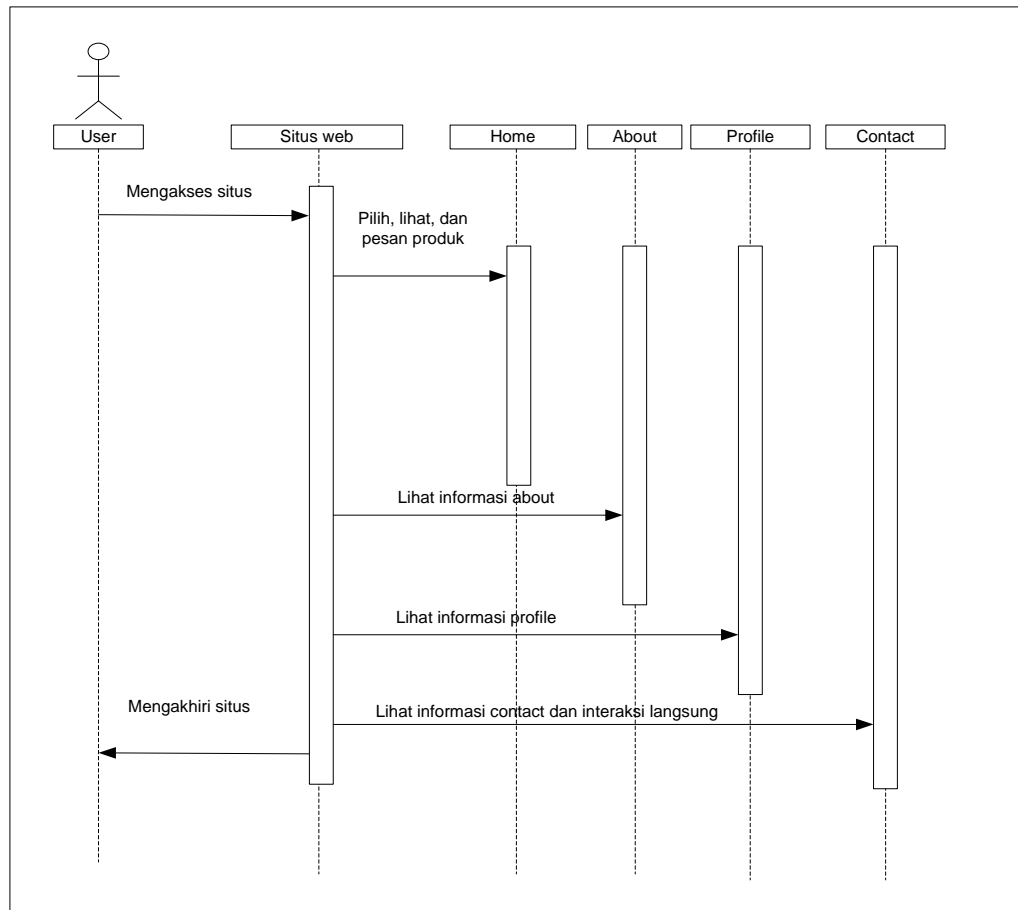 User
Situs web
Home
About
Profile
Contact
Mengakses situs
Pilih, lihat, dan
pesan produk
Lihat informasi about
Lihat informasi profile
Mengakhiri situs
Lihat informasi contact dan interaksi langsung